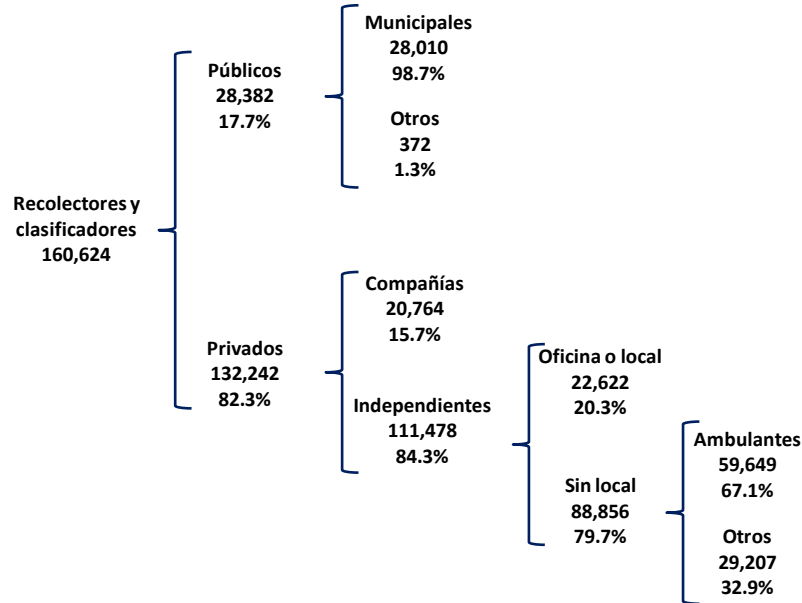 Recolectores y
clasificadores
160,624
Públicos
28,382
17.7%
Municipales
28,010
98.7%
Otros
372
1.3%
Privados
132,242
82.3%
Compañías
20,764
15.7%
Independientes
111,478
84.3%
Oficina o local
22,622
20.3%
Sin local
88,856
79.7%
Ambulantes
59,649
67.1%
Otros
29,207
32.9%